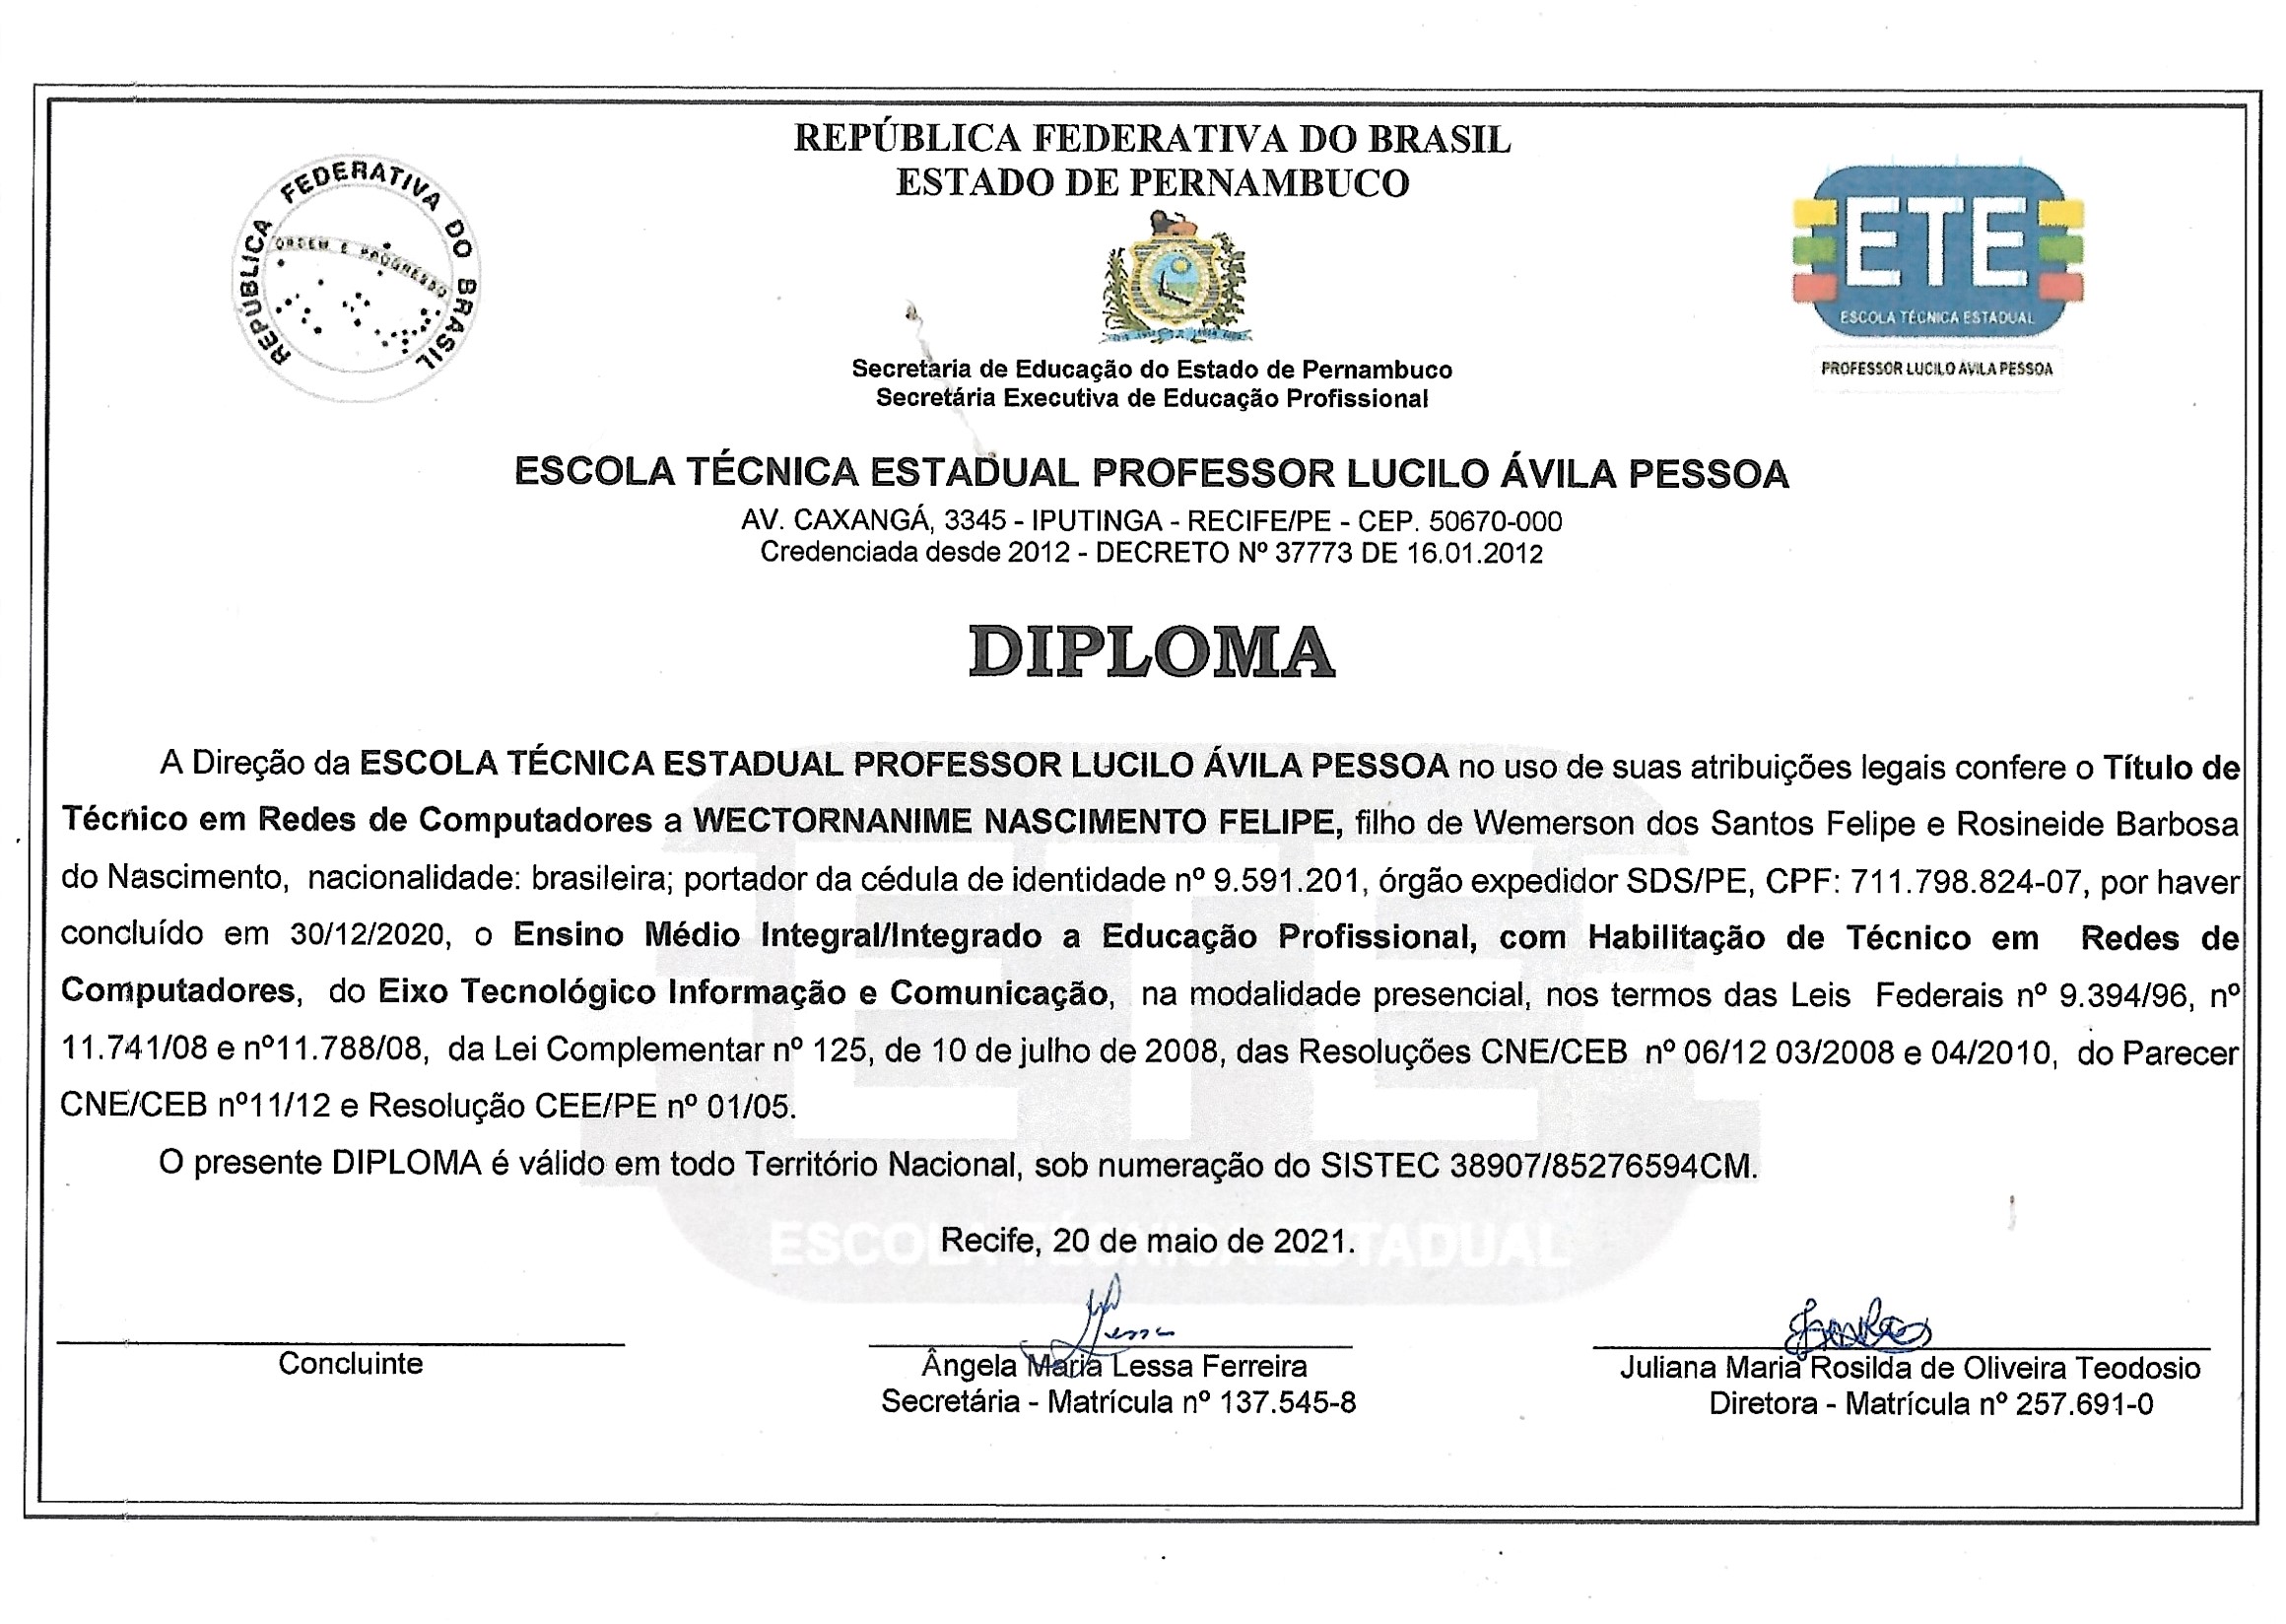 REPÚBLICA FEDERATIVA DO BRASIL
ESTADO DE PERNAMBUCO
REPÚBLICA FEDERATIVA DO BRASIL
ORDEM E PROGRESSO
ETE
ESCOLA TÉCNICA ESTADUAL
PROFESSOR LUCILO ÁVILA PESSOA
Secretaria de Educação do Estado de Pernambuco
Secretária Executiva de Educação Profissional
ESCOLA TÉCNICA ESTADUAL PROFESSOR LUCILO ÁVILA PESSOA
AV. CAXANGÁ, 3345 - IPUTINGA - RECIFE/PE - CEP. 50670-000
Credenciada desde 2012 - DECRETO Nº 37773 DE 16.01.2012
DIPLOMA
A Direção da ESCOLA TÉCNICA ESTADUAL PROFESSOR LUCILO ÁVILA PESSOA no uso de suas atribuições legais confere o Título de
Técnico em Redes de Computadores a WECTORNANIME NASCIMENTO FELIPE, filho de Wemerson dos Santos Felipe e Rosineide Barbosa
do Nascimento, nacionalidade: brasileira; portador da cédula de identidade nº 9.591.201, órgão expedidor SDS/PE, CPF: 711.798.824-07, por haver
concluído em 30/12/2020, o Ensino Médio Integral/Integrado a Educação Profissional, com Habilitação de Técnico em Redes de
Computadores, do Eixo Tecnológico Informação e Comunicação, na modalidade presencial, nos termos das Leis Federais nº 9.394/96, nº
11.741/08 e nº11.788/08, da Lei Complementar nº 125, de 10 de julho de 2008, das Resoluções CNE/CEB nº 06/12 03/2008 e 04/2010, do Parecer
CNE/CEB nº11/12 e Resolução CEE/PE nº 01/05.
O presente DIPLOMA é válido em todo Território Nacional, sob numeração do SISTEC 38907/85276594CM.
ETE
ESCOLA TÉCNICA ESTADUAL
Recife, 20 de maio de 2021.
Concluinte
Ângela Maria Lessa Ferreira
Secretária - Matrícula nº 137.545-8
Juliana Maria Rosilda de Oliveira Teodosio
Diretora - Matrícula nº 257.691-0